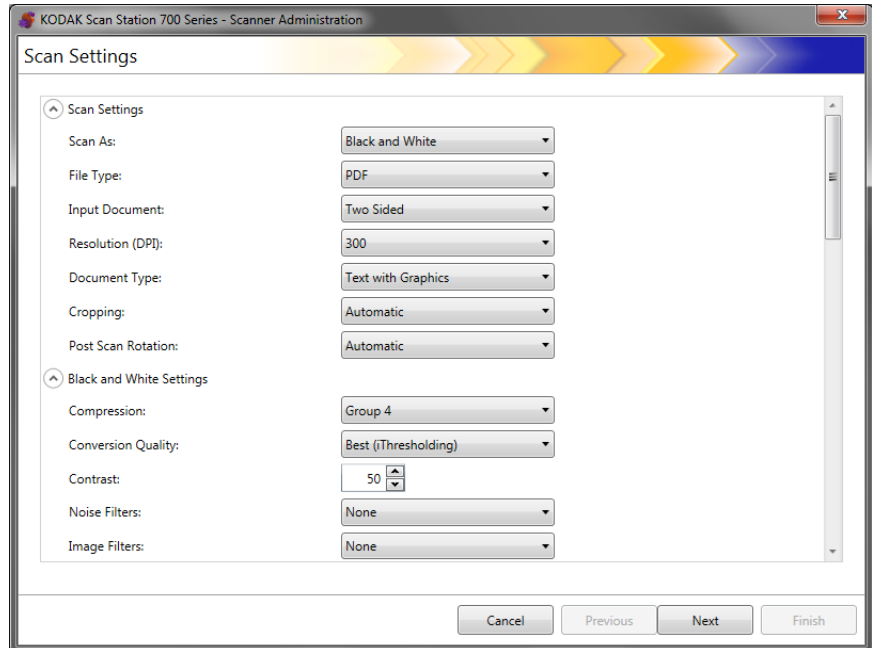 KODAK Scan Station 700 Series - Scanner Administration
Scan Settings
Scan Settings
Scan As: Black and White
File Type: PDF
Input Document: Two Sided
Resolution (DPI): 300
Document Type: Text with Graphics
Cropping: Automatic
Post Scan Rotation: Automatic
Black and White Settings
Compression: Group 4
Conversion Quality: Best (iThresholding)
Contrast: 50
Noise Filters: None
Image Filters: None
Cancel Previous Next Finish